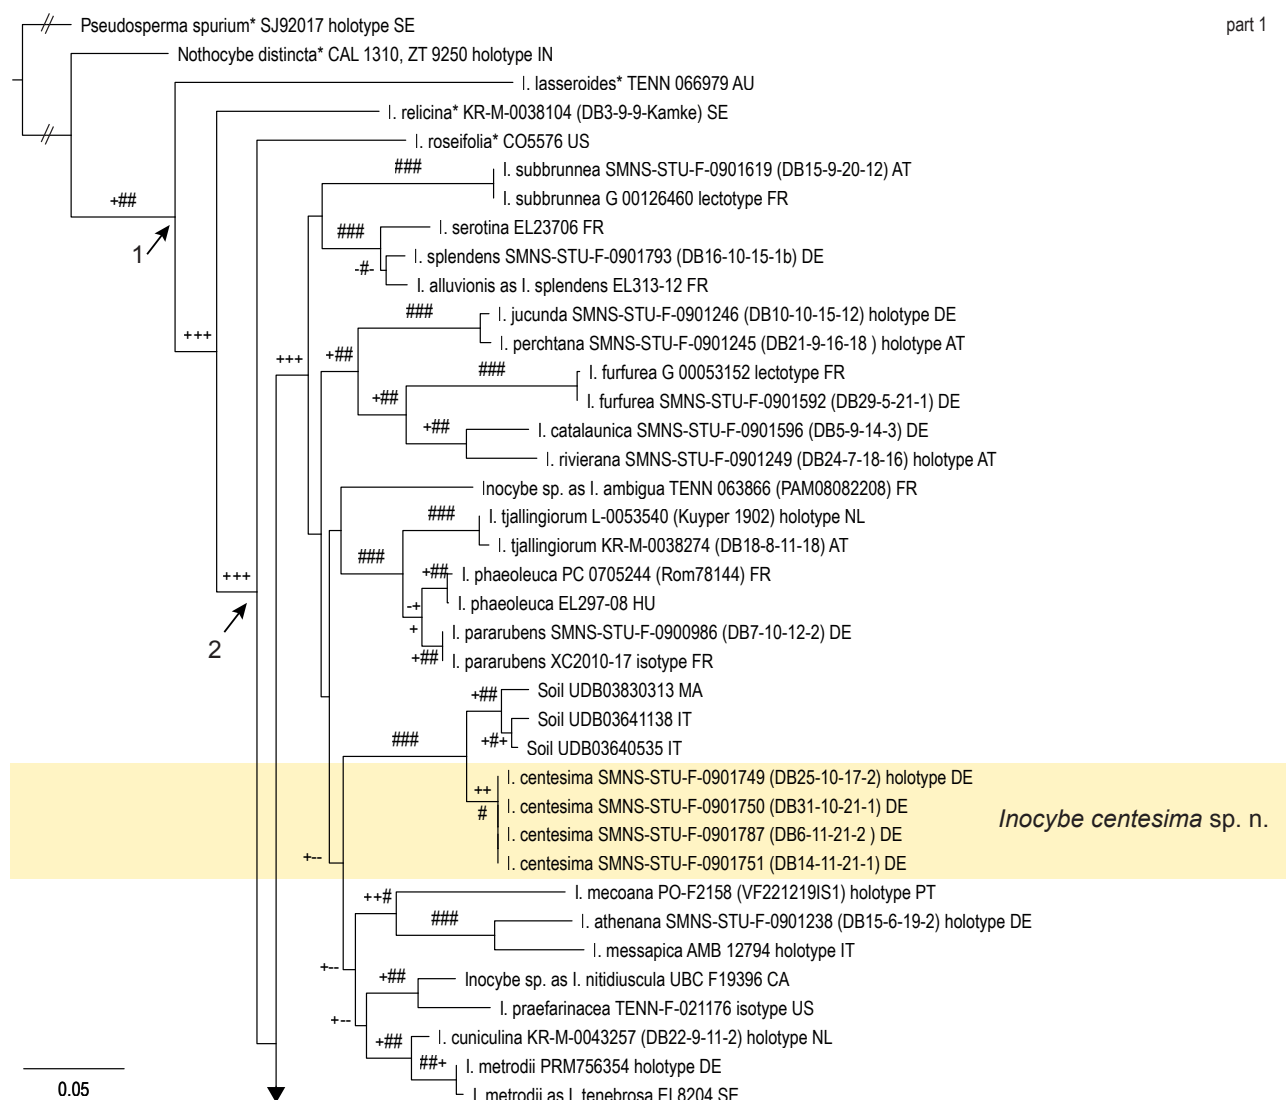 part 1
Pseudosperma spurium* SJ92017 holotype SE
Nothocybe distincta* CAL 1310, ZT 9250 holotype IN
I. lasseroides* TENN 066979 AU
I. relicina* KR-M-0038104 (DB3-9-9-Kamke) SE
I. roseifolia* CO5576 US
###
I. subbrunnea SMNS-STU-F-0901619 (DB15-9-20-12) AT
I. subbrunnea G 00126460 lectotype FR
+##
1
###
I. serotina EL23706 FR
I. splendens SMNS-STU-F-0901793 (DB16-10-15-1b) DE
-#-
I. alluvionis as I. splendens EL313-12 FR
###
I. jucunda SMNS-STU-F-0901246 (DB10-10-15-12) holotype DE
+++
I. perchtana SMNS-STU-F-0901245 (DB21-9-16-18 ) holotype AT
+++
+##
###
I. furfurea G 00053152 lectotype FR
+##
I. furfurea SMNS-STU-F-0901592 (DB29-5-21-1) DE
+##
I. catalaunica SMNS-STU-F-0901596 (DB5-9-14-3) DE
I. rivierana SMNS-STU-F-0901249 (DB24-7-18-16) holotype AT
Inocybe sp. as I. ambigua TENN 063866 (PAM08082208) FR
###
I. tjallingiorum L-0053540 (Kuyper 1902) holotype NL
I. tjallingiorum KR-M-0038274 (DB18-8-11-18) AT
###
+++
+##
I. phaeoleuca PC 0705244 (Rom78144) FR
-+
I. phaeoleuca EL297-08 HU
+
I. pararubens SMNS-STU-F-0900986 (DB7-10-12-2) DE
2
+##
I. pararubens XC2010-17 isotype FR
+##
Soil UDB03830313 MA
Soil UDB03641138 IT
###
+#+
Soil UDB03640535 IT
I. centesima SMNS-STU-F-0901749 (DB25-10-17-2) holotype DE
++
I. centesima SMNS-STU-F-0901750 (DB31-10-21-1) DE
#
Inocybe centesima sp. n.
I. centesima SMNS-STU-F-0901787 (DB6-11-21-2 ) DE
+--
I. centesima SMNS-STU-F-0901751 (DB14-11-21-1) DE
++#
I. mecoana PO-F2158 (VF221219IS1) holotype PT
###
I. athenana SMNS-STU-F-0901238 (DB15-6-19-2) holotype DE
I. messapica AMB 12794 holotype IT
+--
+##
Inocybe sp. as I. nitidiuscula UBC F19396 CA
I. praefarinacea TENN-F-021176 isotype US
+--
+##
I. cuniculina KR-M-0043257 (DB22-9-11-2) holotype NL
##+
I. metrodii PRM756354 holotype DE
0.05
I. metrodii as I. tenebrosa EL8204 SE